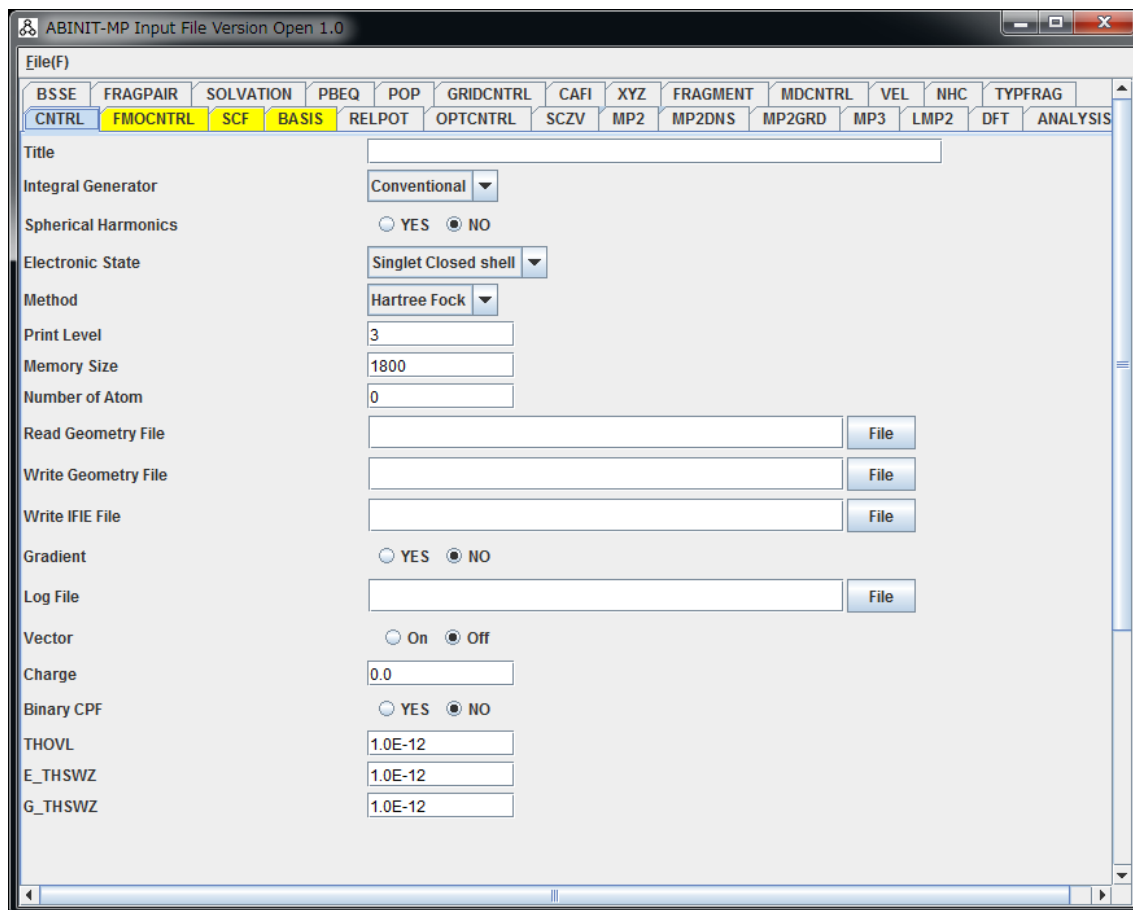 ABINIT-MP Input File Version Open 1.0
File(F)
BSSE FRAGPAIR SOLVATION PBEQ POP GRIDCNTRL CAFI XYZ FRAGMENT MDCNTRL VEL NHC TYPFRAG
CNTRL FMOCNTRL SCF BASIS RELPOT OPTCNTRL SCZV MP2 MP2DNS MP2GRD MP3 LMP2 DFT ANALYSIS
Title
Integral Generator Conventional
Spherical Harmonics YES NO
Electronic State Singlet Closed shell
Method Hartree Fock
Print Level 3
Memory Size 1800
Number of Atom 0
Read Geometry File File
Write Geometry File File
Write IFIE File File
Gradient YES NO
Log File File
Vector On Off
Charge 0.0
Binary CPF YES NO
THOVL 1.0E-12
E_THSWZ 1.0E-12
G_THSWZ 1.0E-12